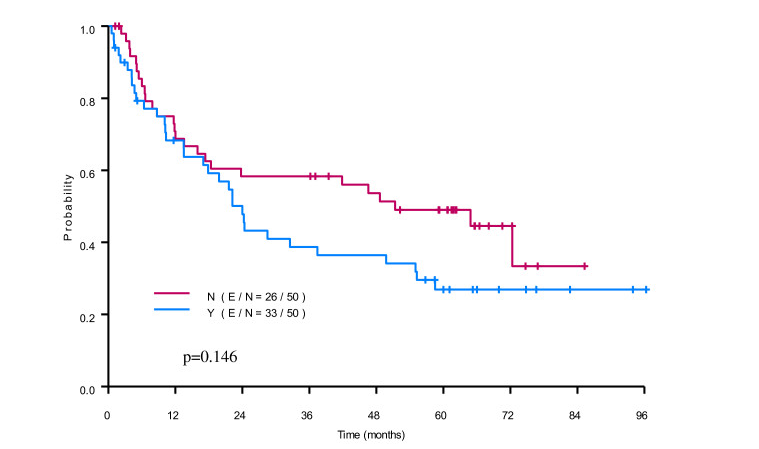 1.0
0.8
0.6
0.4
0.2
0.0
Probability
N ( E / N = 26 / 50 )
Y ( E / N = 33 / 50 )
p=0.146
0 12 24 36 48 60 72 84 96
Time (months)